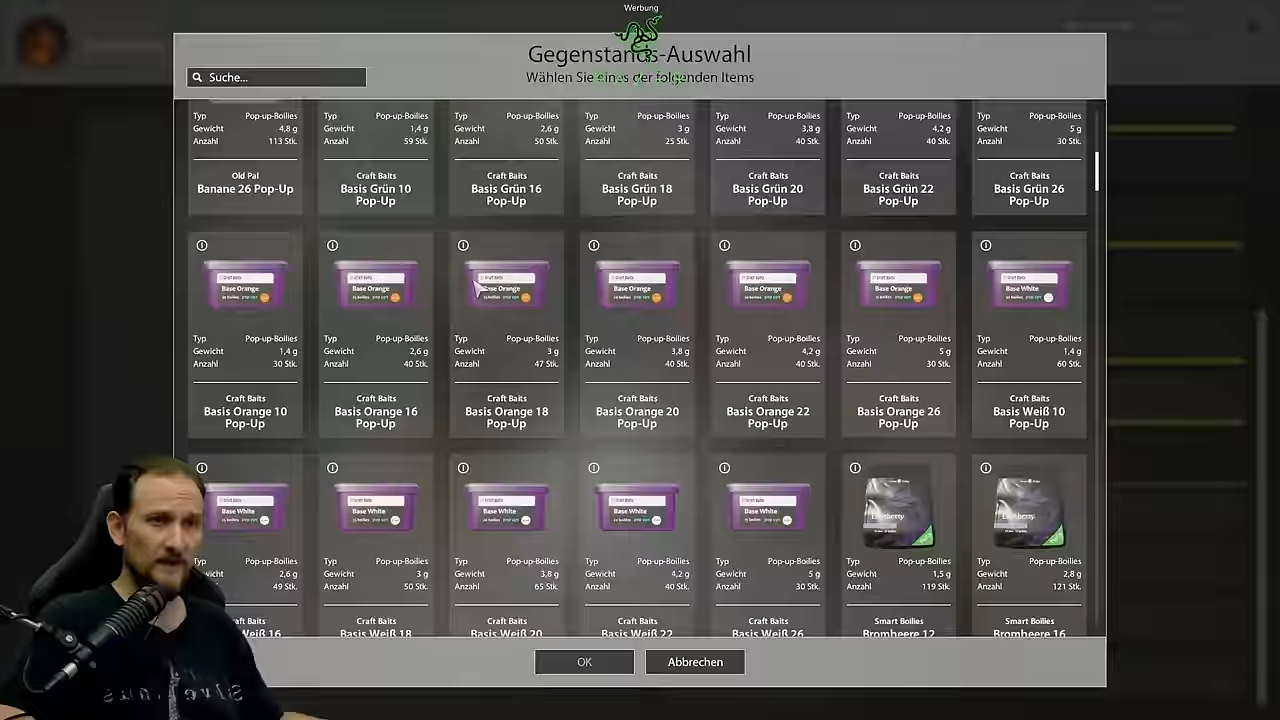 Werbung
Gegenstands-Auswahl
Wählen Sie eines der folgenden Items
Suche...
Typ Pop-up-Boilies
Gewicht 4,8 g
Anzahl 113 Stk.
Old Pal
Banane 26 Pop-Up
Typ Pop-up-Boilies
Gewicht 1,4 g
Anzahl 59 Stk.
Craft Baits
Basis Grün 10
Pop-Up
Typ Pop-up-Boilies
Gewicht 2,6 g
Anzahl 50 Stk.
Craft Baits
Basis Grün 16
Pop-Up
Typ Pop-up-Boilies
Gewicht 3 g
Anzahl 25 Stk.
Craft Baits
Basis Grün 18
Pop-Up
Typ Pop-up-Boilies
Gewicht 3,8 g
Anzahl 40 Stk.
Craft Baits
Basis Grün 20
Pop-Up
Typ Pop-up-Boilies
Gewicht 4,2 g
Anzahl 40 Stk.
Craft Baits
Basis Grün 22
Pop-Up
Typ Pop-up-Boilies
Gewicht 5 g
Anzahl 30 Stk.
Craft Baits
Basis Grün 26
Pop-Up
Base Orange
Typ Pop-up-Boilies
Gewicht 1,4 g
Anzahl 30 Stk.
Craft Baits
Basis Orange 10
Pop-Up
Base Orange
Typ Pop-up-Boilies
Gewicht 2,6 g
Anzahl 40 Stk.
Craft Baits
Basis Orange 16
Pop-Up
Base Orange
Typ Pop-up-Boilies
Gewicht 3 g
Anzahl 47 Stk.
Craft Baits
Basis Orange 18
Pop-Up
Base Orange
Typ Pop-up-Boilies
Gewicht 3,8 g
Anzahl 40 Stk.
Craft Baits
Basis Orange 20
Pop-Up
Base Orange
Typ Pop-up-Boilies
Gewicht 4,2 g
Anzahl 40 Stk.
Craft Baits
Basis Orange 22
Pop-Up
Base Orange
Typ Pop-up-Boilies
Gewicht 5 g
Anzahl 30 Stk.
Craft Baits
Basis Orange 26
Pop-Up
Base White
Typ Pop-up-Boilies
Gewicht 1,4 g
Anzahl 60 Stk.
Craft Baits
Basis Weiß 10
Pop-Up
Base White
Pop-up-Boilies
2,6 g
49 Stk.
Baits
Weiß 16
Base White
Typ Pop-up-Boilies
Gewicht 3 g
Anzahl 50 Stk.
Craft Baits
Basis Weiß 18
Base White
Typ Pop-up-Boilies
Gewicht 3,8 g
Anzahl 65 Stk.
Craft Baits
Basis Weiß 20
Base White
Typ Pop-up-Boilies
Gewicht 4,2 g
Anzahl 40 Stk.
Craft Baits
Basis Weiß 22
Base White
Typ Pop-up-Boilies
Gewicht 5 g
Anzahl 30 Stk.
Craft Baits
Basis Weiß 26
Typ Pop-up-Boilies
Gewicht 1,5 g
Anzahl 119 Stk.
Smart Boilies
Brombeere 12
Typ Pop-up-Boilies
Gewicht 2,8 g
Anzahl 121 Stk.
Smart Boilies
Brombeere 16
OK
Abbrechen